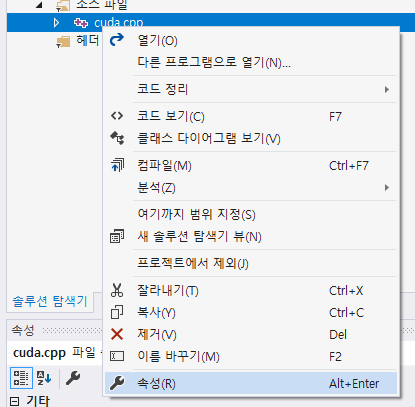 소스 파일
cuda.cpp
헤더
열기(O)
다른 프로그램으로 열기(N)...
코드 정리
코드 보기(C) F7
클래스 다이어그램 보기(V)
컴파일(M) Ctrl+F7
분석(Z)
여기까지 범위 지정(S)
새 솔루션 탐색기 뷰(N)
프로젝트에서 제외(J)
잘라내기(T) Ctrl+X
복사(Y) Ctrl+C
제거(V) Del
이름 바꾸기(M) F2
속성(R) Alt+Enter
솔루션 탐색기
속성
cuda.cpp 파일
기타